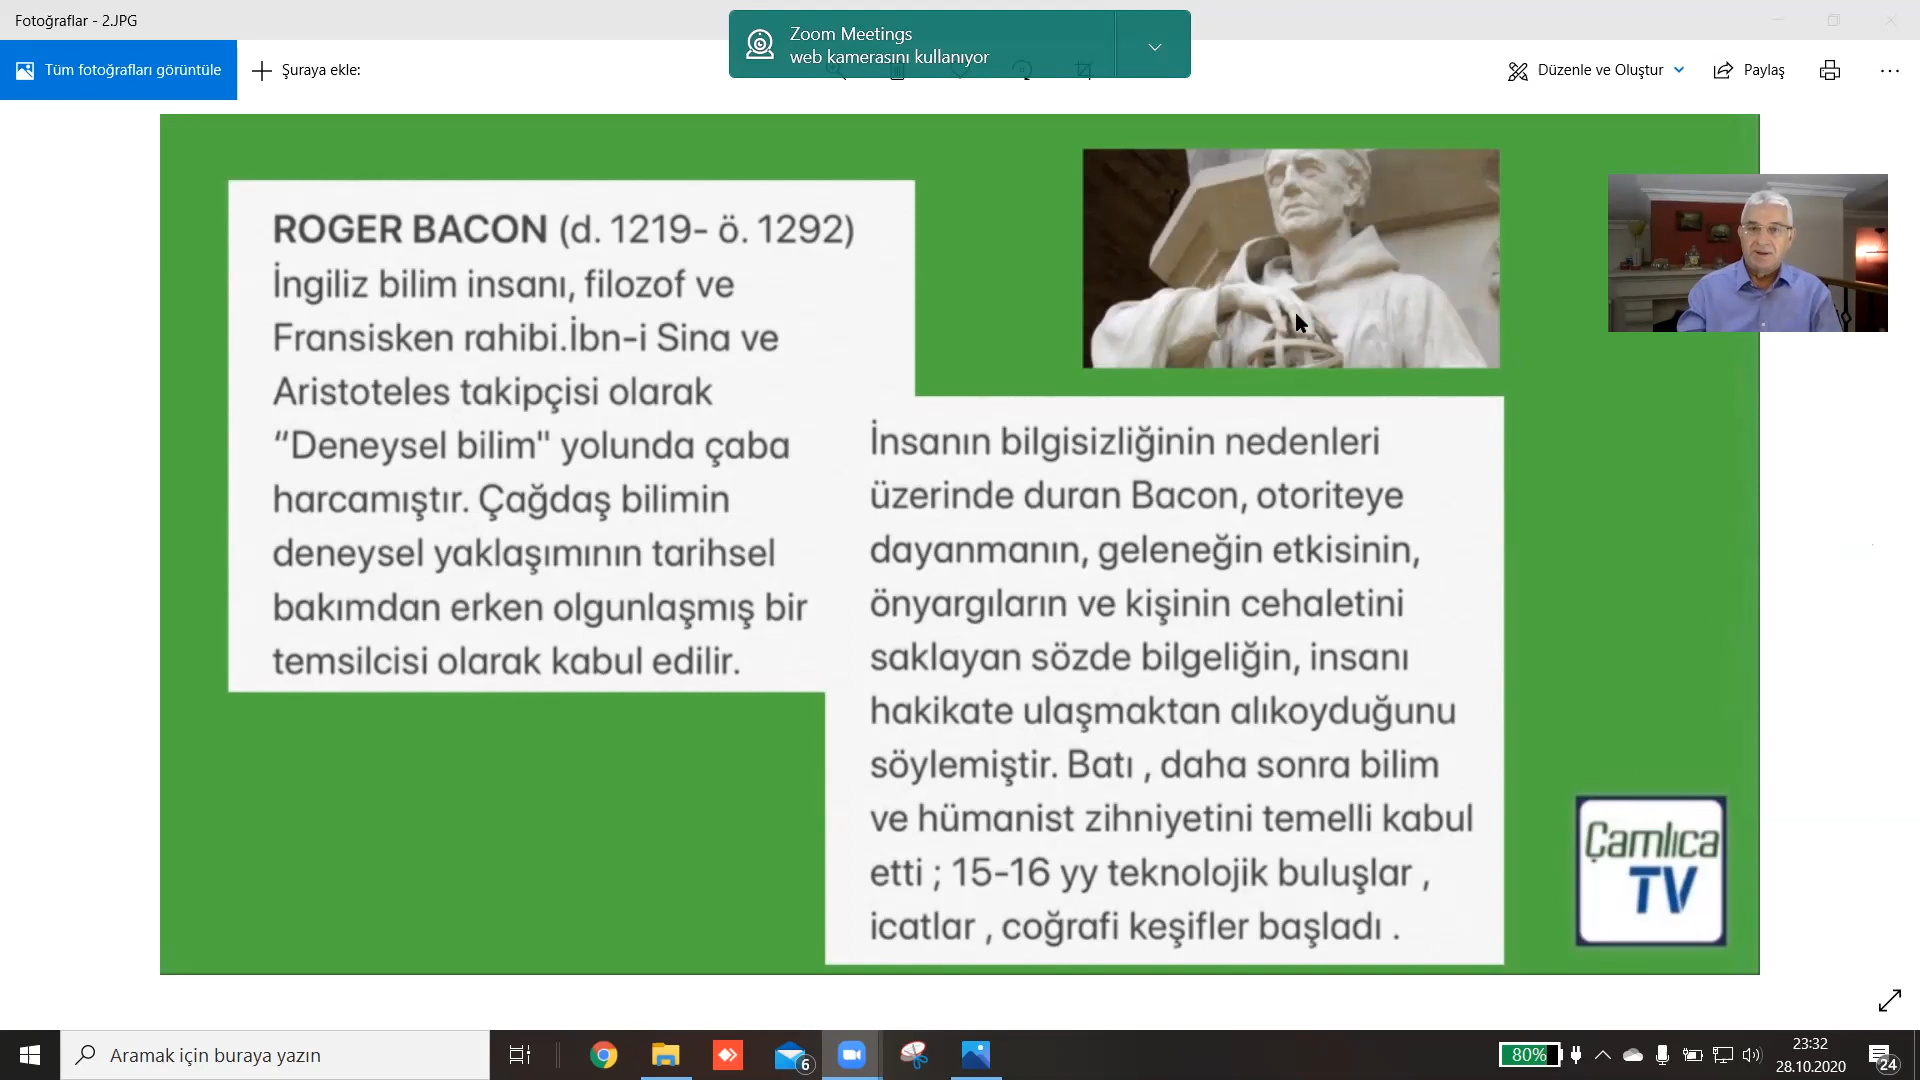 Fotoğraflar - 2.JPG
Zoom Meetings
web kamerasını kullanıyor
Tüm fotoğrafları görüntüle
Şuraya ekle:
Düzenle ve Oluştur
Paylaş
ROGER BACON (d. 1219- ö. 1292)
İngiliz bilim insanı, filozof ve
Fransisken rahibi.İbn-i Sina ve
Aristoteles takipçisi olarak
“Deneysel bilim" yolunda çaba
harcamıştır. Çağdaş bilimin
deneysel yaklaşımının tarihsel
bakımdan erken olgunlaşmış bir
temsilcisi olarak kabul edilir.
İnsanın bilgisizliğinin nedenleri
üzerinde duran Bacon, otoriteye
dayanmanın, geleneğin etkisinin,
önyargıların ve kişinin cehaletini
saklayan sözde bilgeliğin, insanı
hakikate ulaşmaktan alıkoyduğunu
söylemiştir. Batı , daha sonra bilim
ve hümanist zihniyetini temelli kabul
etti ; 15-16 yy teknolojik buluşlar ,
icatlar , coğrafi keşifler başladı .
Çamlıca
TV
Aramak için buraya yazın
6
80%
23:32
28.10.2020
24